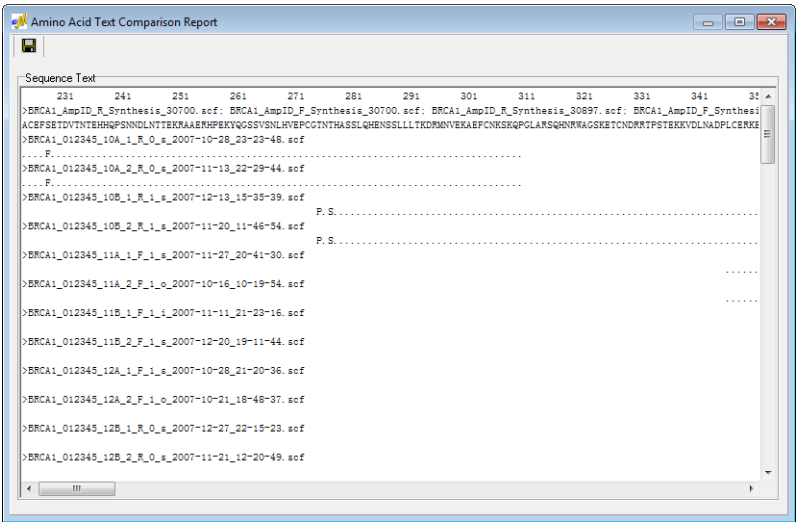 Amino Acid Text Comparison Report
Sequence Text
231 241 251 261 271 281 291 301 311 321 331 341 35
>BRCA1_AmpID_R_Synthesis_30700.scf; BRCA1_AmpID_F_Synthesis_30700.scf; BRCA1_AmpID_R_Synthesis_30897.scf; BRCA1_AmpID_F_Synthesi
ACEFSETDVTNTEHHQPSNNDLNTTEKRAAERHPEKYQGSSVSNLHVEPCGTNTHASSLQHENSSLLLTKDRMNVEKAEFCNKSKQPGLARSQHNRWAGSKETCNDRRTPSTEKKVDLNADPLCERKE
>BRCA1_012345_10A_1_R_0_s_2007-10-28_23-23-48.scf
....F.................................................................................
>BRCA1_012345_10A_2_R_0_s_2007-11-13_22-29-44.scf
....F.................................................................................
>BRCA1_012345_10B_1_R_1_s_2007-12-13_15-35-39.scf
P.S..........................................................................
>BRCA1_012345_10B_2_R_1_s_2007-11-20_11-46-54.scf
P.S..........................................................................
>BRCA1_012345_11A_1_F_1_s_2007-11-27_20-41-30.scf
......
>BRCA1_012345_11A_2_F_1_o_2007-10-16_10-19-54.scf
......
>BRCA1_012345_11B_1_F_1_i_2007-11-11_21-23-16.scf
>BRCA1_012345_11B_2_F_1_s_2007-12-20_19-11-44.scf
>BRCA1_012345_12A_1_F_1_s_2007-10-28_21-20-36.scf
>BRCA1_012345_12A_2_F_1_o_2007-10-21_18-48-37.scf
>BRCA1_012345_12B_1_R_0_s_2007-12-27_22-15-23.scf
>BRCA1_012345_12B_2_R_0_s_2007-11-21_12-20-49.scf